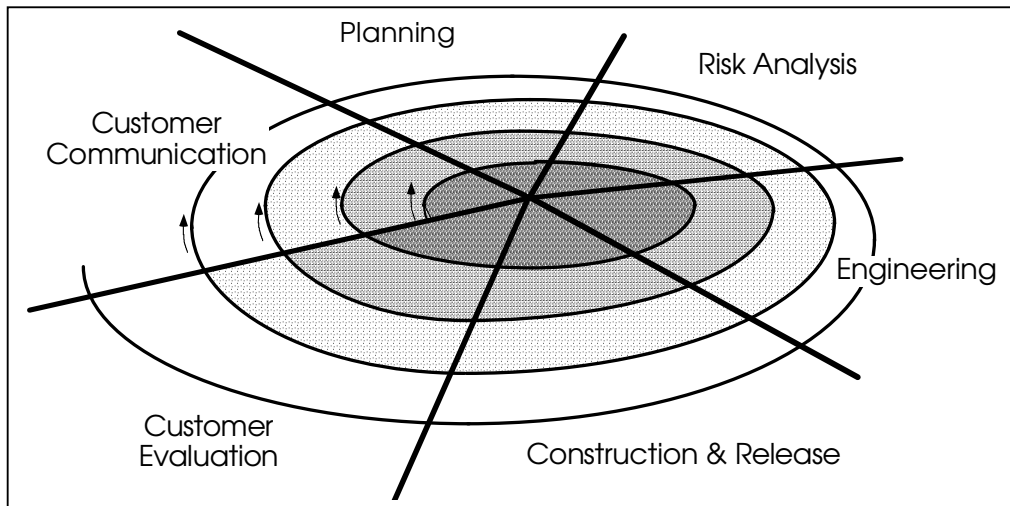 Planning
Risk Analysis
Customer
Communication
Engineering
Customer
Evaluation
Construction & Release